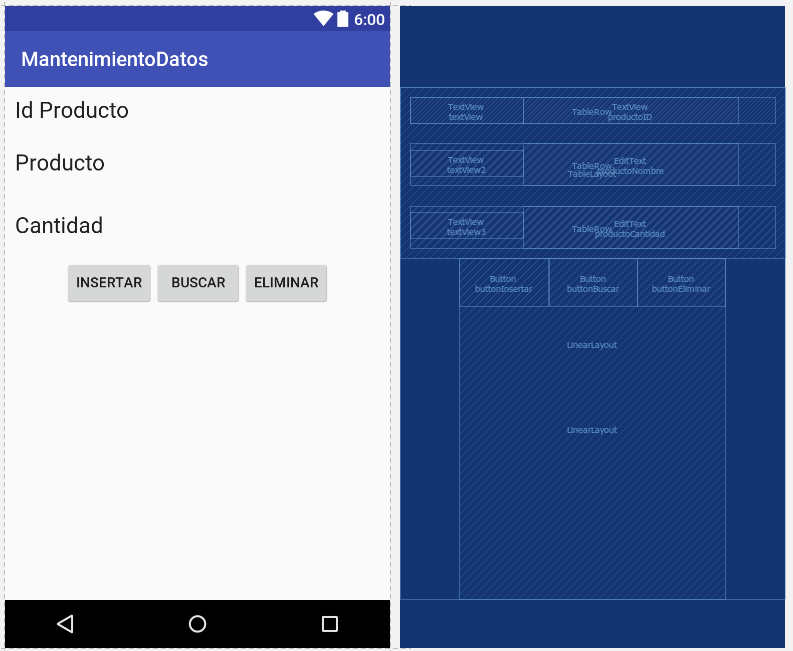 6:00
MantenimientoDatos
Id Producto
Producto
Cantidad
INSERTAR BUSCAR ELIMINAR
TextView
textView
TableRow
TextView
productoID
TextView
textView2
TableRow
TableLayout
EditText
productoNombre
TextView
textView3
TableRow
EditText
productoCantidad
Button
buttonInsertar
Button
buttonBuscar
Button
buttonEliminar
LinearLayout
LinearLayout